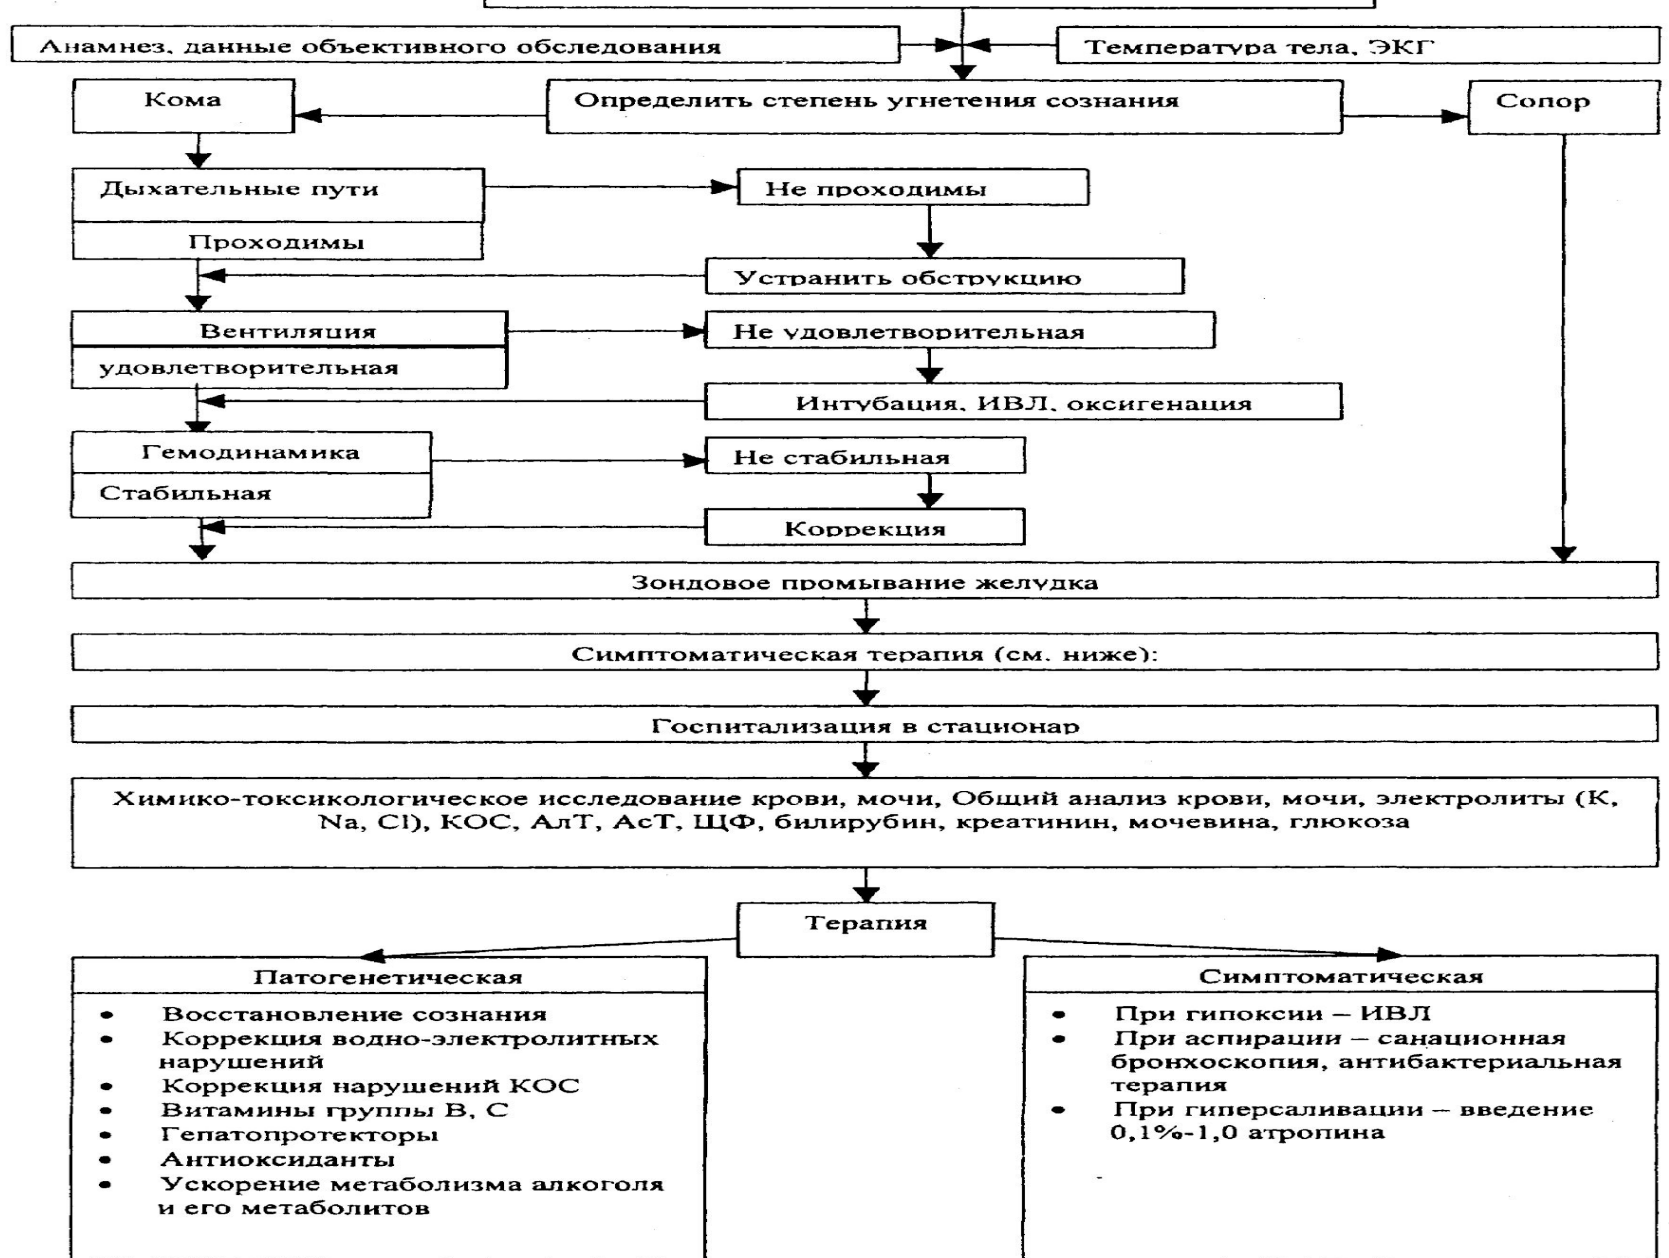 Анамнез, данные объективного обследования
Температура тела, ЭКГ
Кома
Определить степень угнетения сознания
Сопор
Дыхательные пути
Не проходимы
Проходимы
Устранить обструкцию
Вентиляция
Не удовлетворительная
удовлетворительная
Интубация, ИВЛ, оксигенация
Гемодинамика
Не стабильная
Стабильная
Коррекция
Зондовое промывание желудка
Симптоматическая терапия (см. ниже):
Госпитализация в стационар
Химико-токсикологическое исследование крови, мочи, Общий анализ крови, мочи, электролиты (К,
Na, Cl), КОС, АлТ, АсТ, ЩФ, билирубин, креатинин, мочевина, глюкоза
Терапия
Патогенетическая
• Восстановление сознания
• Коррекция водно-электролитных
нарушений
• Коррекция нарушений КОС
• Витамины группы В, С
• Гепатопротекторы
• Антиоксиданты
• Ускорение метаболизма алкоголя
и его метаболитов
Симптоматическая
• При гипоксии – ИВЛ
• При аспирации – санационная
бронхоскопия, антибактериальная
терапия
• При гиперсаливации – введение
0,1%-1,0 атропина